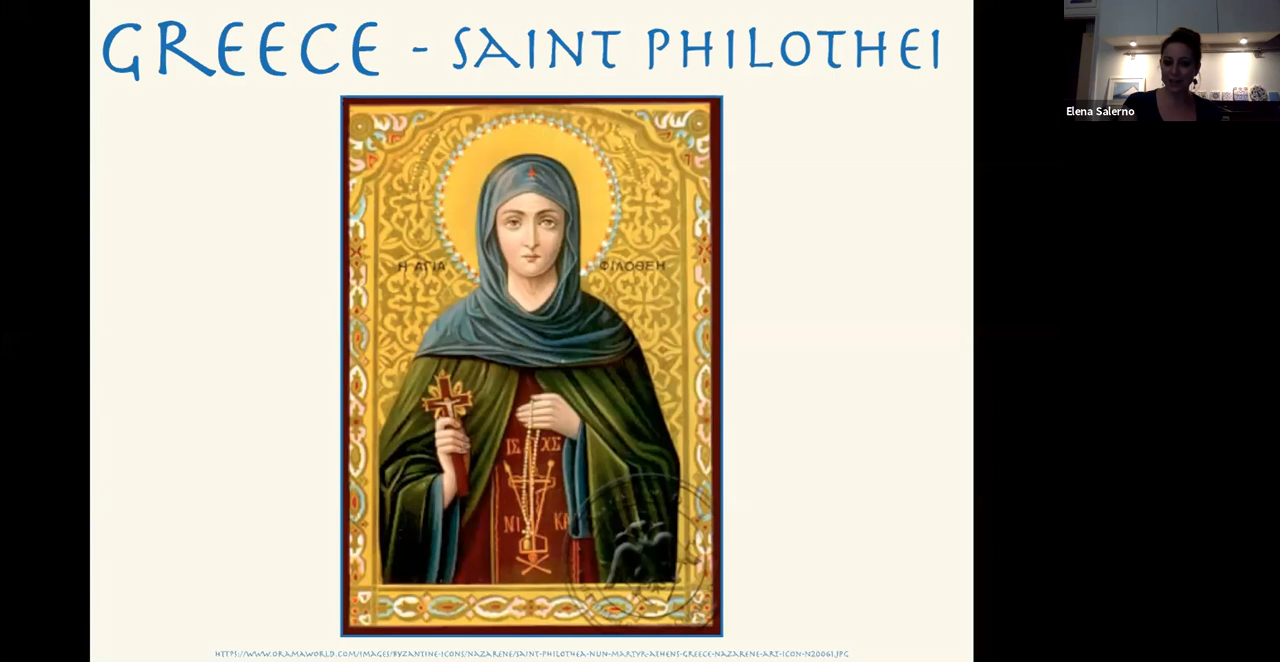 GREECE - SAINT PHILOTHEI
Elena Salerno
Η ΑΓΙΑ ΦΙΛΟΘΕΗ
ΙΣ ΧΣ
ΝΙ ΚΑ
HTTPS://WWW.ORAMAWORLD.COM/IMAGES/BYZANTINE-ICONS/NAZARENE/SAINT-PHILOTHEA-NUN-MARTYR-ATHENS-GREECE-NAZARENE-ART-ICON-N20061.JPG